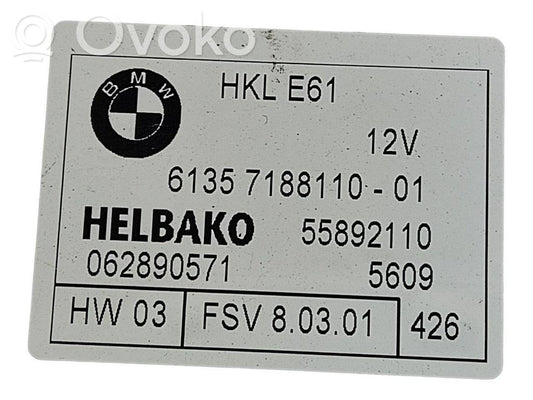 Ovoko
BMW
HKL E61
12V
6135 7188110-01
HELBAKO 55892110
062890571 5609
HW 03 FSV 8.03.01 426